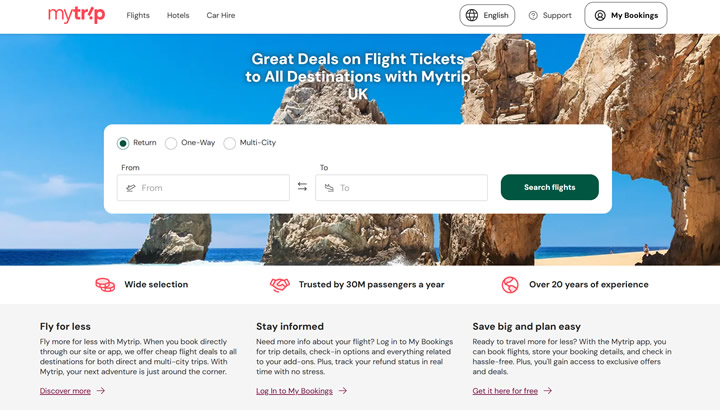 mytrip
Flights
Hotels
Car Hire
English
Support
My Bookings
Great Deals on Flight Tickets
to All Destinations with Mytrip
UK
Return
One-Way
Multi-City
From
To
From
To
Search flights
Wide selection
Trusted by 30M passengers a year
Over 20 years of experience
Fly for less
Fly more for less with Mytrip. When you book directly
through our site or app, we offer cheap flight deals to all
destinations for both direct and multi-city trips. With
Mytrip, your next adventure is just around the corner.
Discover more
Stay informed
Need more info about your flight? Log in to My Bookings
for trip details, check-in options and everything related
to your add-ons. Plus, track your refund status in real
time with no stress.
Log In to My Bookings
Save big and plan easy
Ready to travel more for less? With the Mytrip app, you
can book flights, store your booking details, and check in
hassle-free. Plus, you'll gain access to exclusive offers
and deals.
Get it here for free